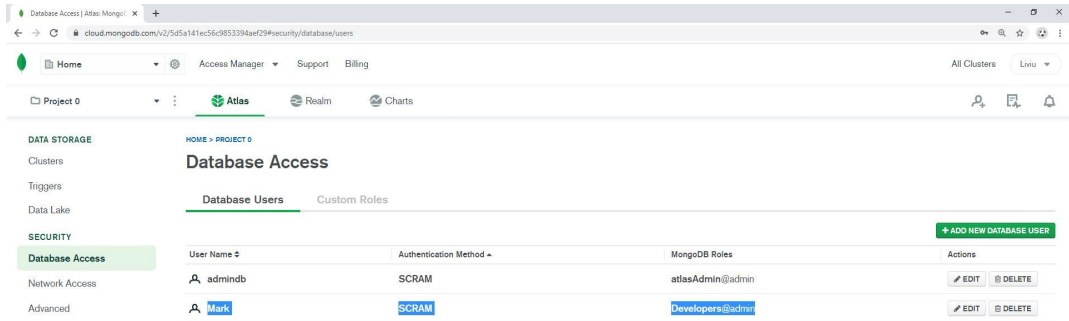 Database Access | Atlas: MongoD
cloud.mongodb.com/v2/5d5a141ec56c9853394aef29#security/database/users
Home Access Manager Support Billing All Clusters Liviu
Project 0 Atlas Realm Charts
DATA STORAGE
Clusters
Triggers
Data Lake
SECURITY
Database Access
Network Access
Advanced
HOME > PROJECT 0
Database Access
Database Users Custom Roles
+ ADD NEW DATABASE USER
User Name Authentication Method MongoDB Roles Actions
admindb SCRAM atlasAdmin@admin EDIT DELETE
Mark SCRAM Developers@admin EDIT DELETE